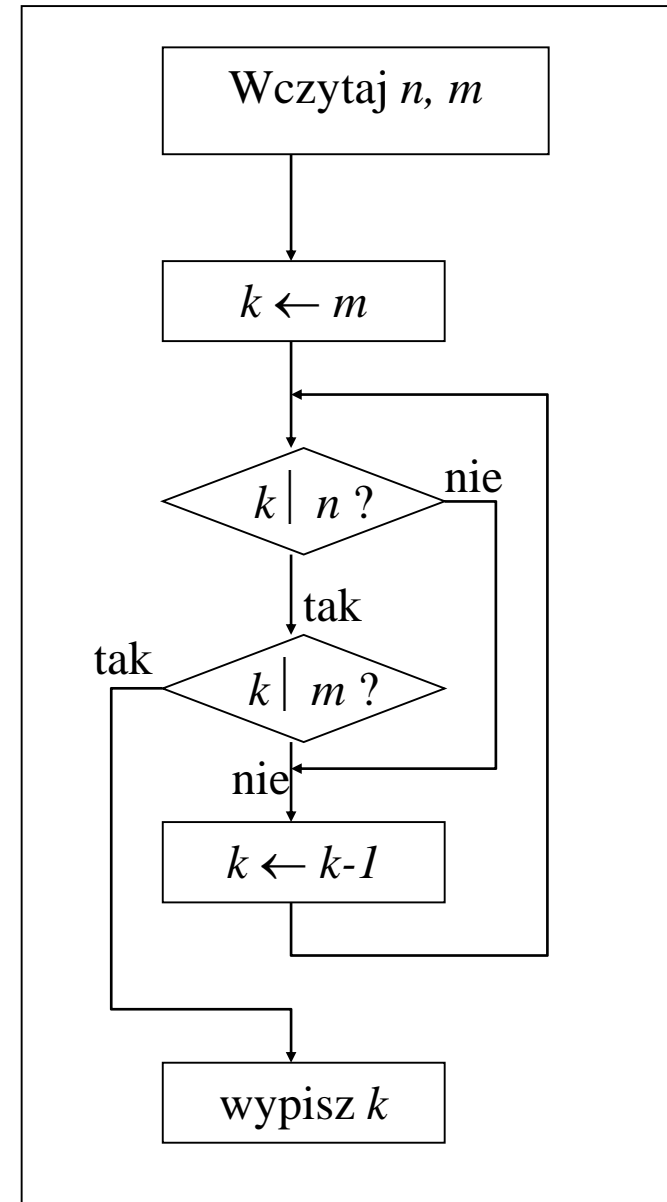 Wczytaj n, m
k ← m
k | n ?
nie
tak
tak
k | m ?
nie
k ← k-1
wypisz k